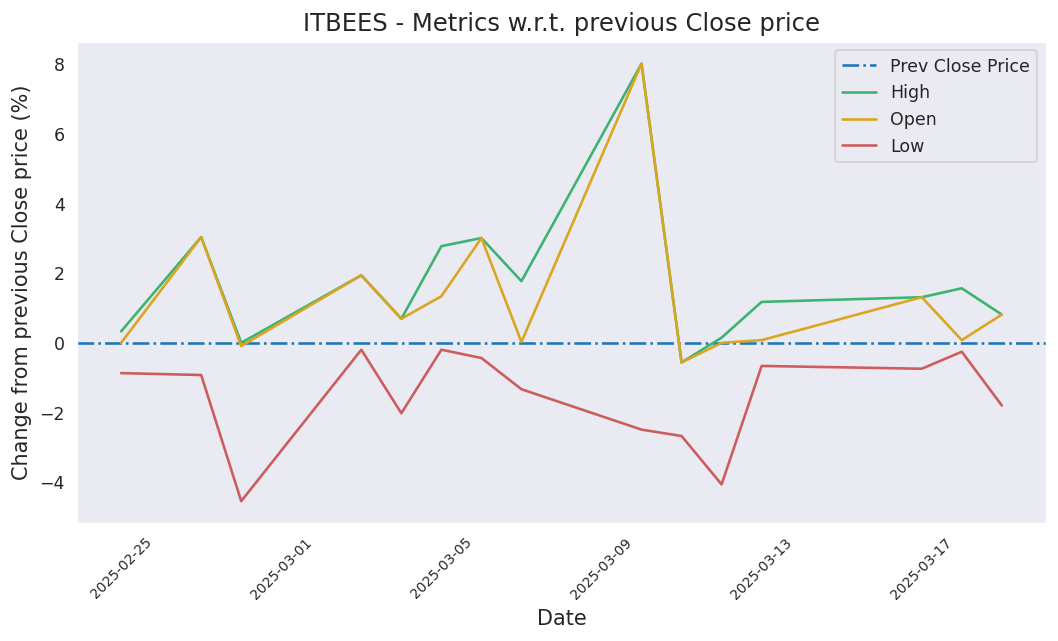 ITBEES - Metrics w.r.t. previous Close price
Change from previous Close price (%)
8
6
4
2
0
−2
−4
Prev Close Price
High
Open
Low
2025-02-25
2025-03-01
2025-03-05
2025-03-09
2025-03-13
2025-03-17
Date